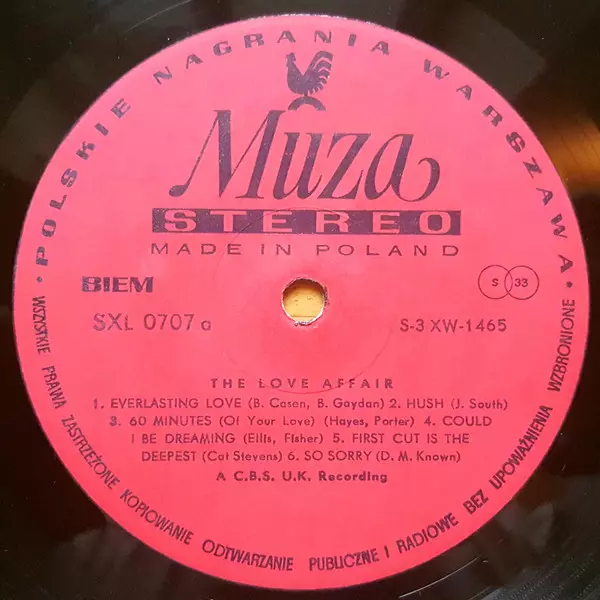 · POLSKIE NAGRANIA WARSZAWA ·
Muza
STEREO
MADE IN POLAND
BIEM
S 33
SXL 0707 a
S-3 XW-1465
THE LOVE AFFAIR
1. EVERLASTING LOVE (B. Casen, B. Gaydan) 2. HUSH (J. South)
3. 60 MINUTES (Of Your Love) (Hayes, Porter) 4. COULD
I BE DREAMING (Ellis, Fisher) 5. FIRST CUT IS THE
DEEPEST (Cat Stevens) 6. SO SORRY (D. M. Known)
A C.B.S. U.K. Recording
WSZSTKIE PRAWA ZASTRZEŻONE KOPIOWANIE ODTWARZANIE PUBLICZNE I RADIOWE BEZ UPOWAŻNIENIA WZBRONIONE